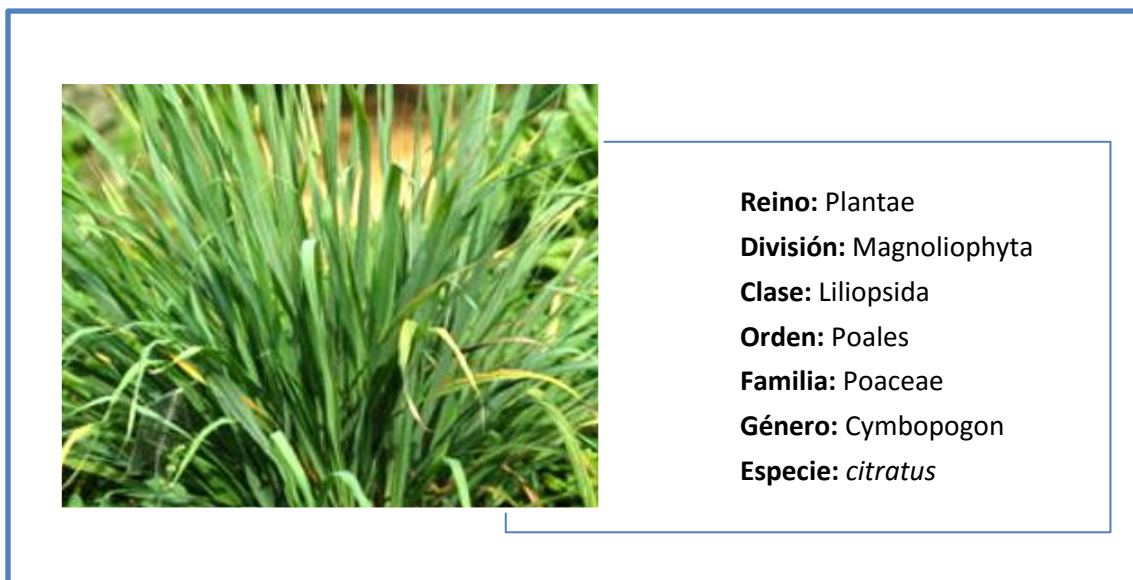 Reino: Plantae
División: Magnoliophyta
Clase: Liliopsida
Orden: Poales
Familia: Poaceae
Género: Cymbopogon
Especie: citratus